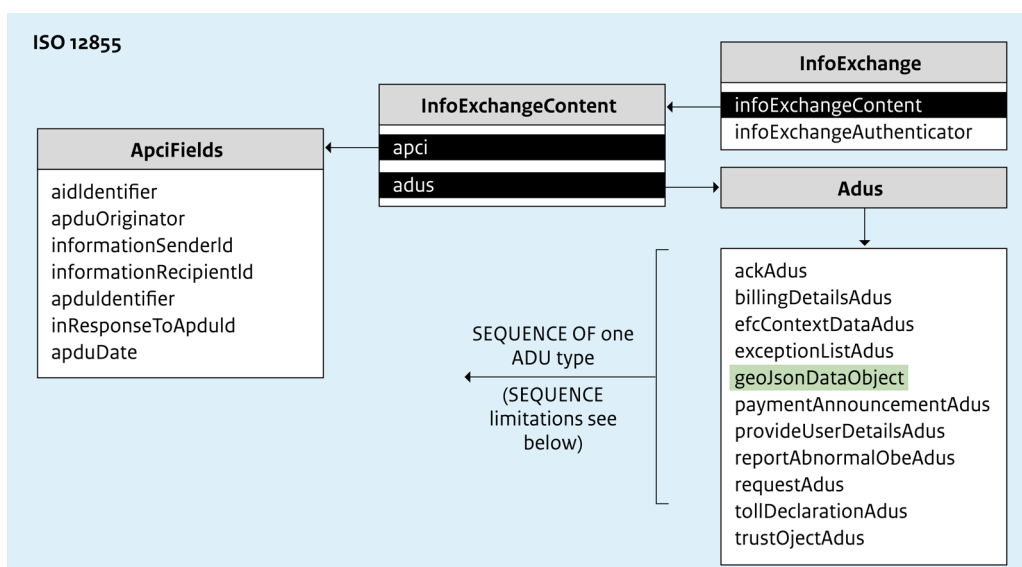 ISO 12855
InfoExchange
infoExchangeContent
infoExchangeAuthenticator
InfoExchangeContent
apci
adus
ApciFields
aidIdentifier
apduOriginator
informationSenderId
informationRecipientId
apduIdentifier
inResponseToApduId
apduDate
Adus
ackAdus
billingDetailsAdus
efcContextDataAdus
exceptionListAdus
geoJsonDataObject
paymentAnnouncementAdus
provideUserDetailsAdus
reportAbnormalObeAdus
requestAdus
tollDeclarationAdus
trustOjectAdus
SEQUENCE OF one
ADU type
(SEQUENCE
limitations see
below)